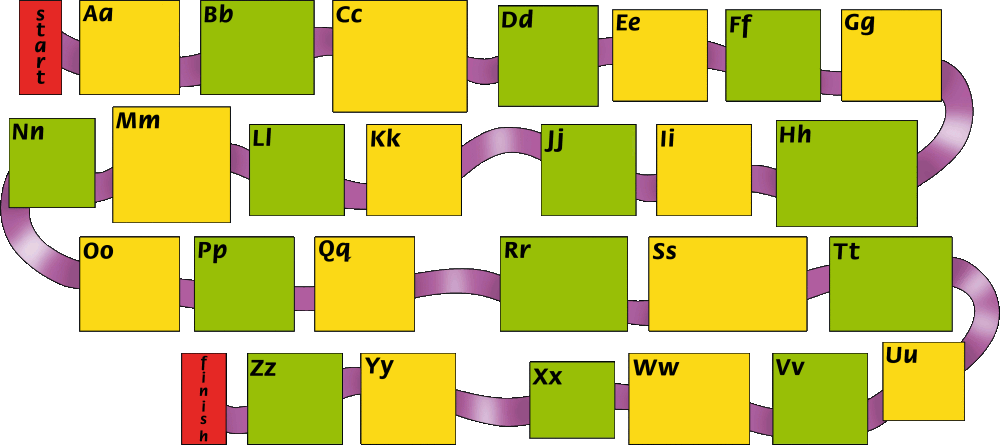 start
Aa Bb Cc Dd Ee Ff Gg
Nn Mm Ll Kk Jj Ii Hh
Oo Pp Qq Rr Ss Tt
finish Zz Yy Xx Ww Vv Uu